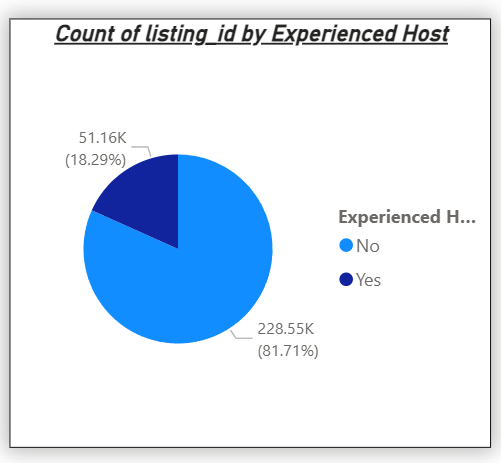 Count of listing_id by Experienced Host
51.16K
(18.29%)
Experienced H...
No
Yes
228.55K
(81.71%)